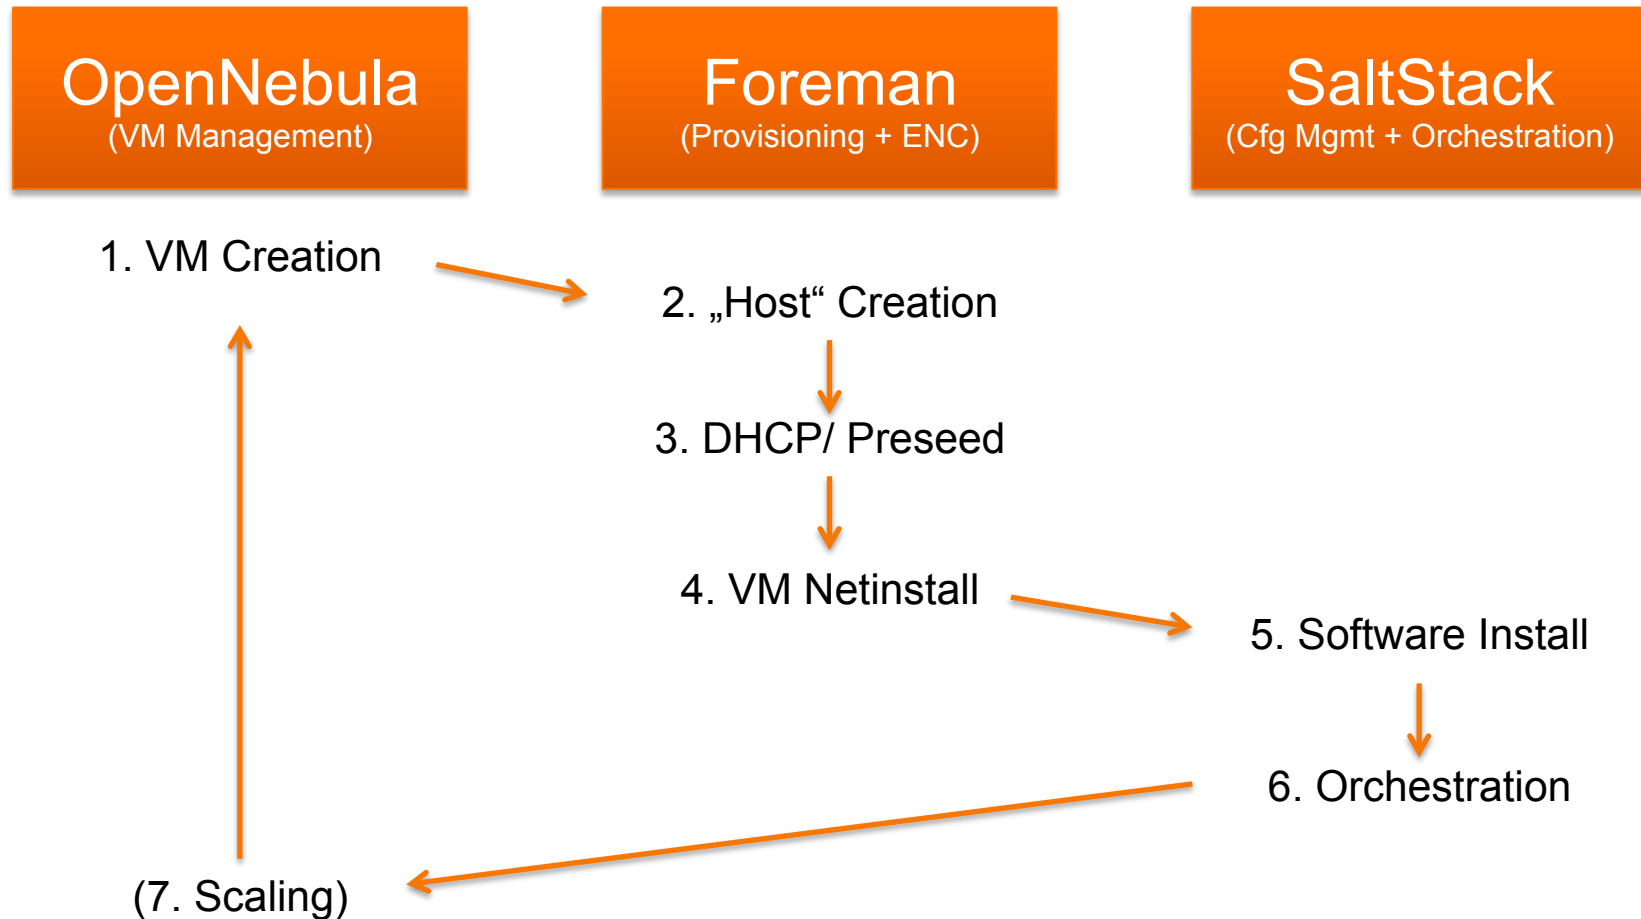 OpenNebula
(VM Management)
Foreman
(Provisioning + ENC)
SaltStack
(Cfg Mgmt + Orchestration)
1. VM Creation
2. „Host“ Creation
3. DHCP/ Preseed
4. VM Netinstall
5. Software Install
6. Orchestration
(7. Scaling)